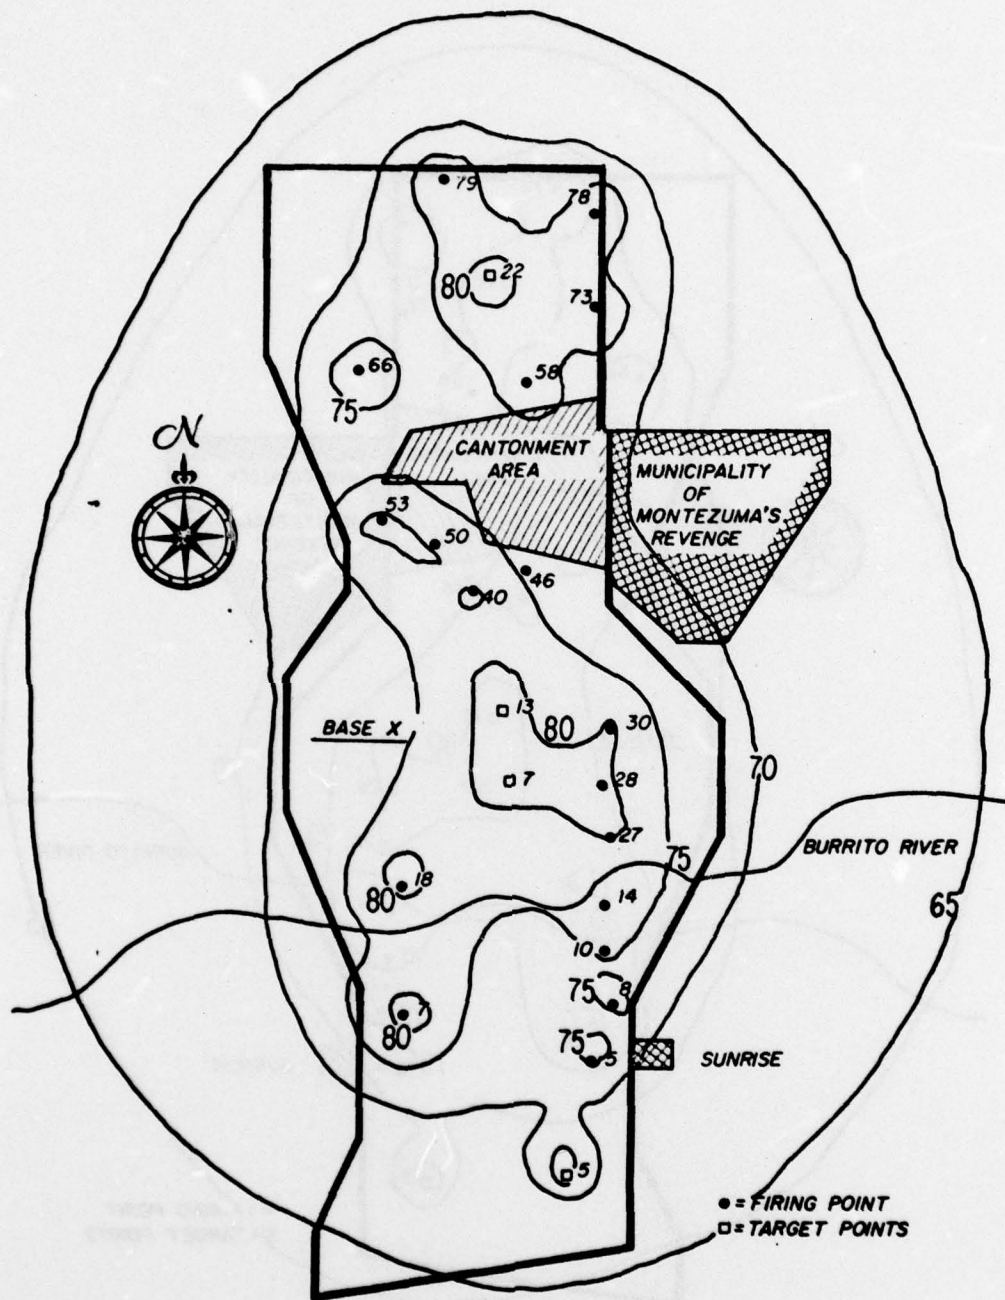 79
78
22
80
73
66
58
75
N
CANTONMENT
AREA
MUNICIPALITY
OF
MONTEZUMA'S
REVENGE
53
50
46
40
13
80
30
BASE X
70
7
28
27
BURRITO RIVER
75
18
80
14
65
10
75
8
7
80
75
5
SUNRISE
5
● = FIRING POINT
□ = TARGET POINTS